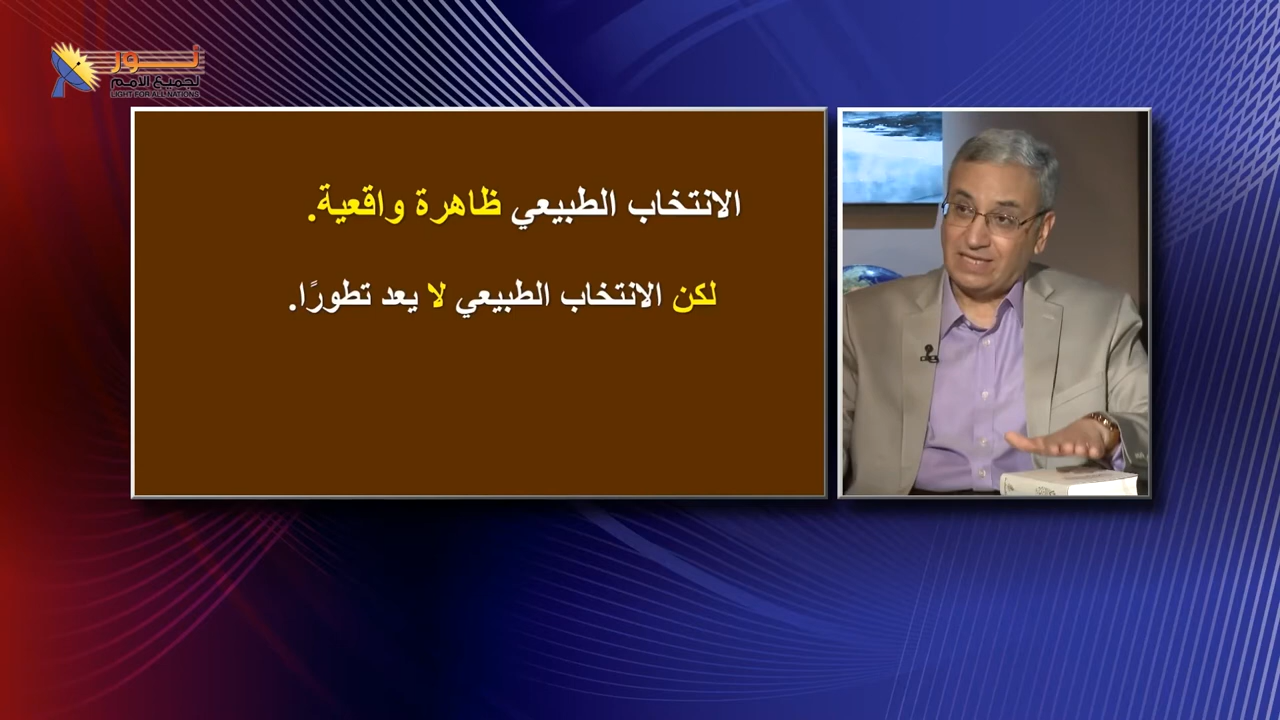 نور
لجميع الأمم
LIGHT FOR ALL NATIONS
الانتخاب الطبيعي ظاهرة واقعية.
لكن الانتخاب الطبيعي لا يعد تطورًا.